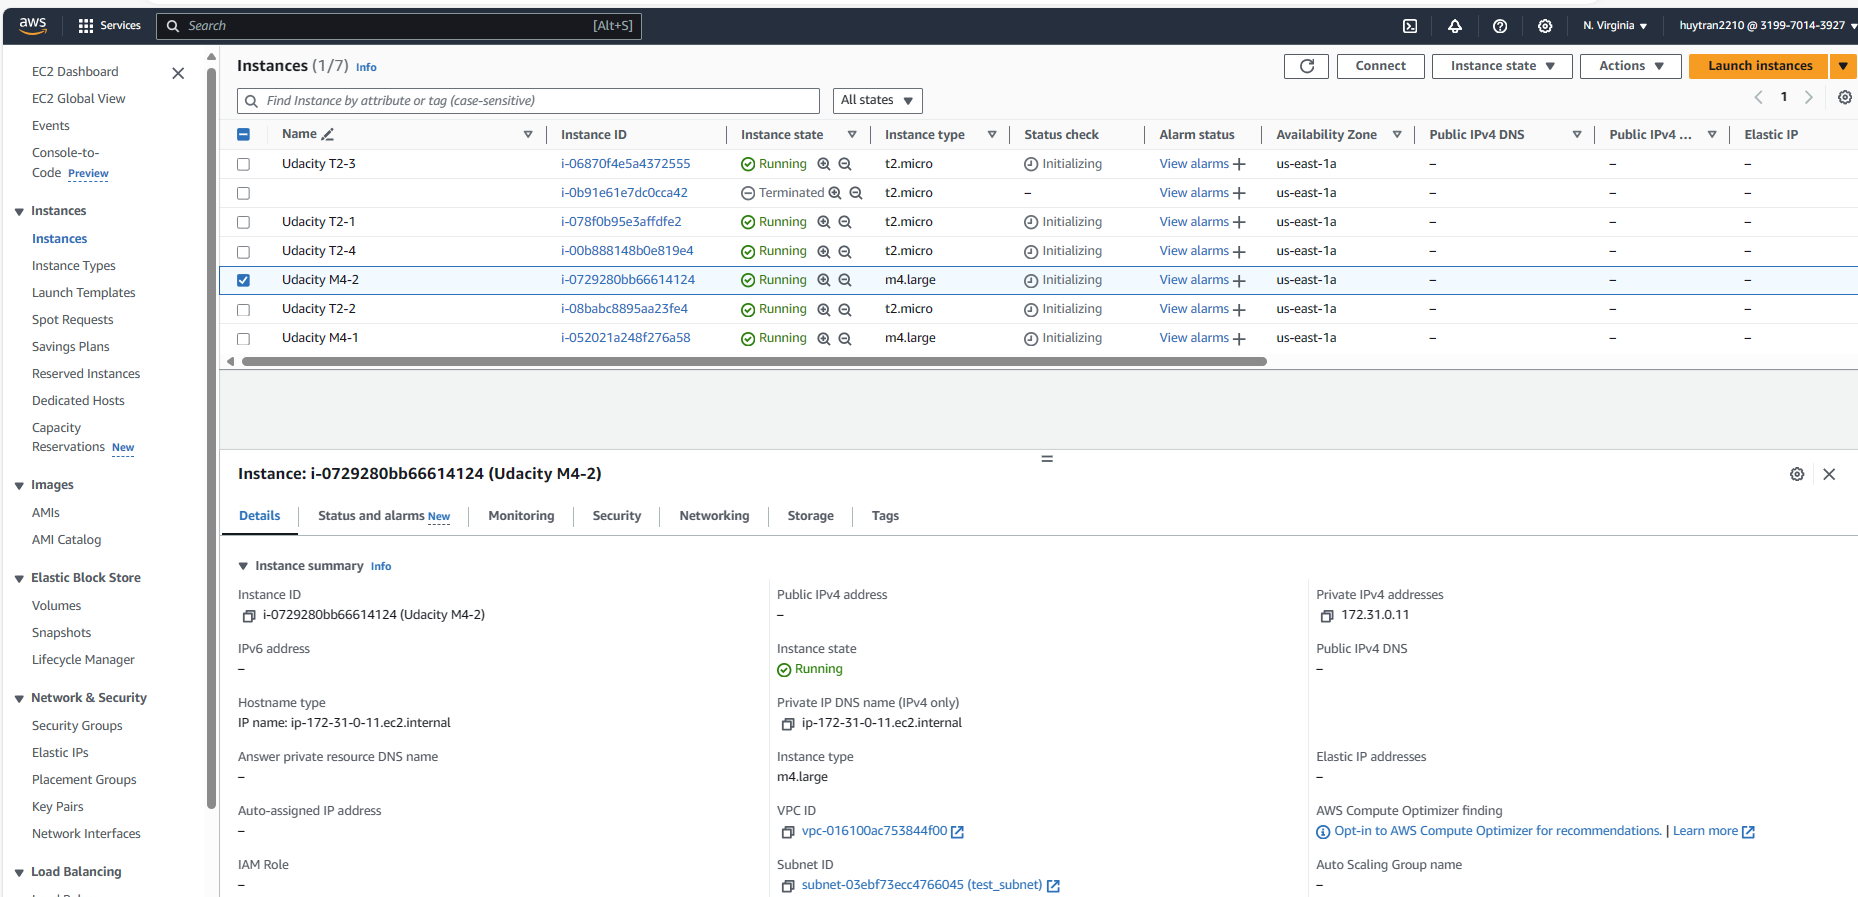 aws Services Search [Alt+S] N. Virginia huytran2210 @ 3199-7014-3927
EC2 Dashboard
EC2 Global View
Events
Console-to-
Code Preview
Instances
Instances
Instance Types
Launch Templates
Spot Requests
Savings Plans
Reserved Instances
Dedicated Hosts
Capacity
Reservations New
Images
AMIs
AMI Catalog
Elastic Block Store
Volumes
Snapshots
Lifecycle Manager
Network & Security
Security Groups
Elastic IPs
Placement Groups
Key Pairs
Network Interfaces
Load Balancing
Instances (1/7) Info Connect Instance state Actions Launch instances
Find Instance by attribute or tag (case-sensitive) All states 1
Name Instance ID Instance state Instance type Status check Alarm status Availability Zone Public IPv4 DNS Public IPv4 ... Elastic IP
Udacity T2-3 i-06870f4e5a4372555 Running t2.micro Initializing View alarms + us-east-1a – – –
i-0b91e61e7dc0cca42 Terminated t2.micro – View alarms + us-east-1a – – –
Udacity T2-1 i-078f0b95e3affdfe2 Running t2.micro Initializing View alarms + us-east-1a – – –
Udacity T2-4 i-00b888148b0e819e4 Running t2.micro Initializing View alarms + us-east-1a – – –
Udacity M4-2 i-0729280bb66614124 Running m4.large Initializing View alarms + us-east-1a – – –
Udacity T2-2 i-08babc8895aa23fe4 Running t2.micro Initializing View alarms + us-east-1a – – –
Udacity M4-1 i-052021a248f276a58 Running m4.large Initializing View alarms + us-east-1a – – –
Instance: i-0729280bb66614124 (Udacity M4-2)
Details Status and alarms New Monitoring Security Networking Storage Tags
Instance summary Info
Instance ID Public IPv4 address Private IPv4 addresses
i-0729280bb66614124 (Udacity M4-2) – 172.31.0.11
IPv6 address Instance state Public IPv4 DNS
– Running –
Hostname type Private IP DNS name (IPv4 only)
IP name: ip-172-31-0-11.ec2.internal ip-172-31-0-11.ec2.internal
Answer private resource DNS name Instance type Elastic IP addresses
– m4.large –
Auto-assigned IP address VPC ID AWS Compute Optimizer finding
– vpc-016100ac753844f00 Opt-in to AWS Compute Optimizer for recommendations. | Learn more
IAM Role Subnet ID Auto Scaling Group name
– subnet-03ebf73ecc4766045 (test_subnet) –